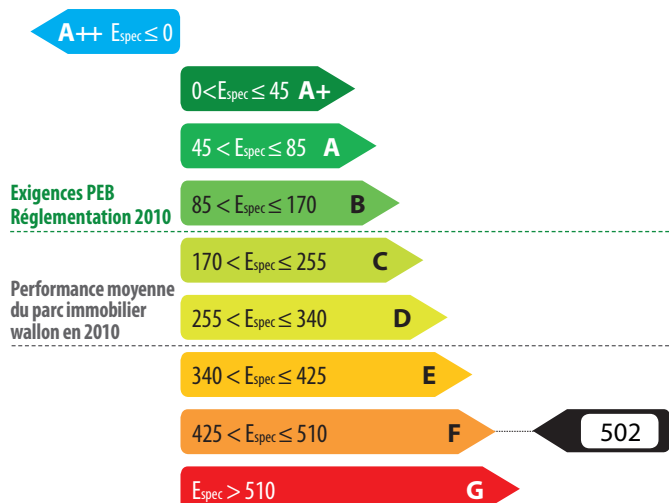 A++ Espec ≤ 0
0<Espec ≤ 45 A+
45 < Espec ≤ 85 A
Exigences PEB
Réglementation 2010
85 < Espec ≤ 170 B
170 < Espec ≤ 255 C
Performance moyenne
du parc immobilier
wallon en 2010
255 < Espec ≤ 340 D
340 < Espec ≤ 425 E
425 < Espec ≤ 510 F
502
Espec > 510 G